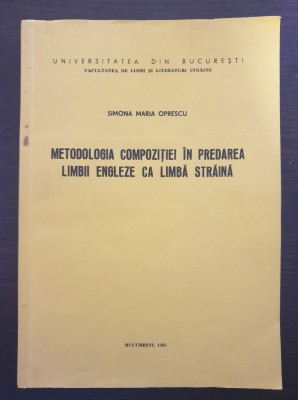 UNIVERSITATEA DIN BUCUREȘTI
FACULTATEA DE LIMBI ȘI LITERATURI STRĂINE
SIMONA MARIA OPRESCU
METODOLOGIA COMPOZIȚIEI ÎN PREDAREA
LIMBII ENGLEZE CA LIMBĂ STRĂINĂ
BUCUREȘTI,